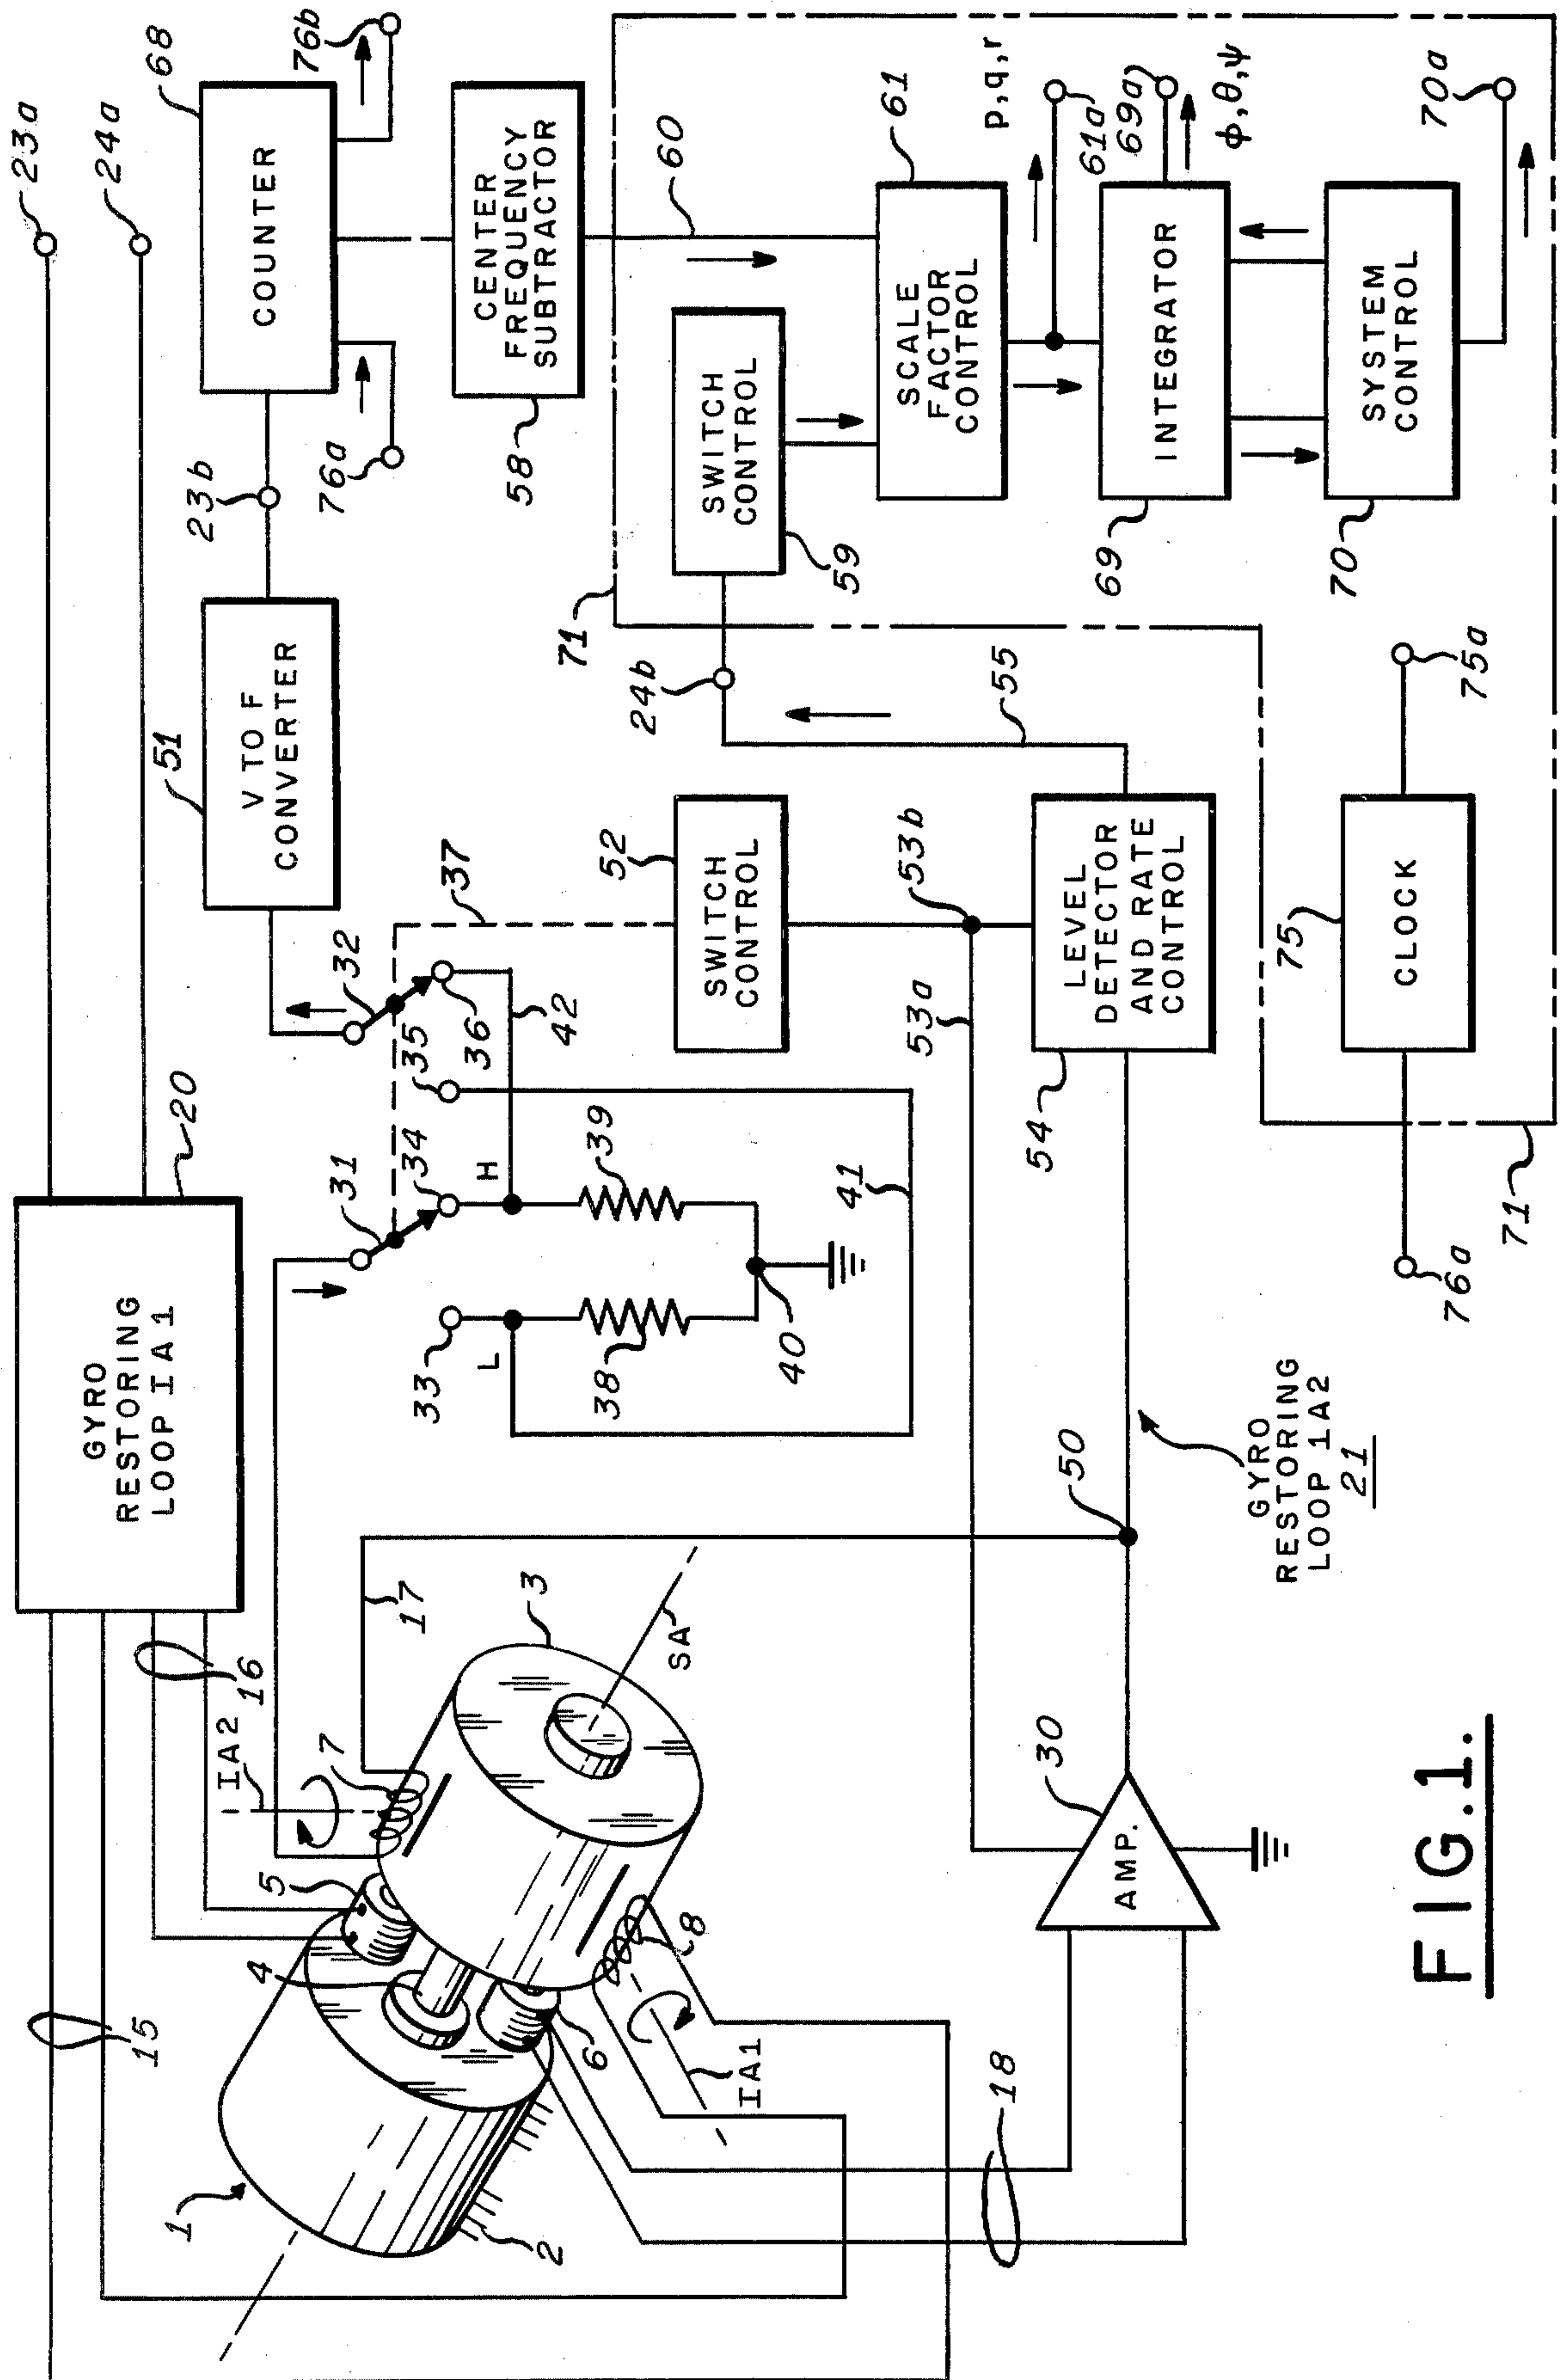 23a
24a
68
COUNTER
76b
76a
23b
51
V TO F
CONVERTER
CENTER
FREQUENCY
SUBTRACTOR
58
60
71
20
GYRO
RESTORING
LOOP IA1
15
16
17
IA2
7
5
4
1
2
3
SA
6
8
IA1
18
31
32
34
35
36
37
H
L
33
38
39
40
41
42
52
SWITCH
CONTROL
53b
53a
54
LEVEL
DETECTOR
AND RATE
CONTROL
55
24b
59
SWITCH
CONTROL
61
SCALE
FACTOR
CONTROL
p,q,r
61a
69
INTEGRATOR
69a
ϕ,θ,ψ
70
SYSTEM
CONTROL
70a
75
CLOCK
75a
76a
71
30
AMP.
50
GYRO
RESTORING
LOOP 1A2
21
FIG.1.